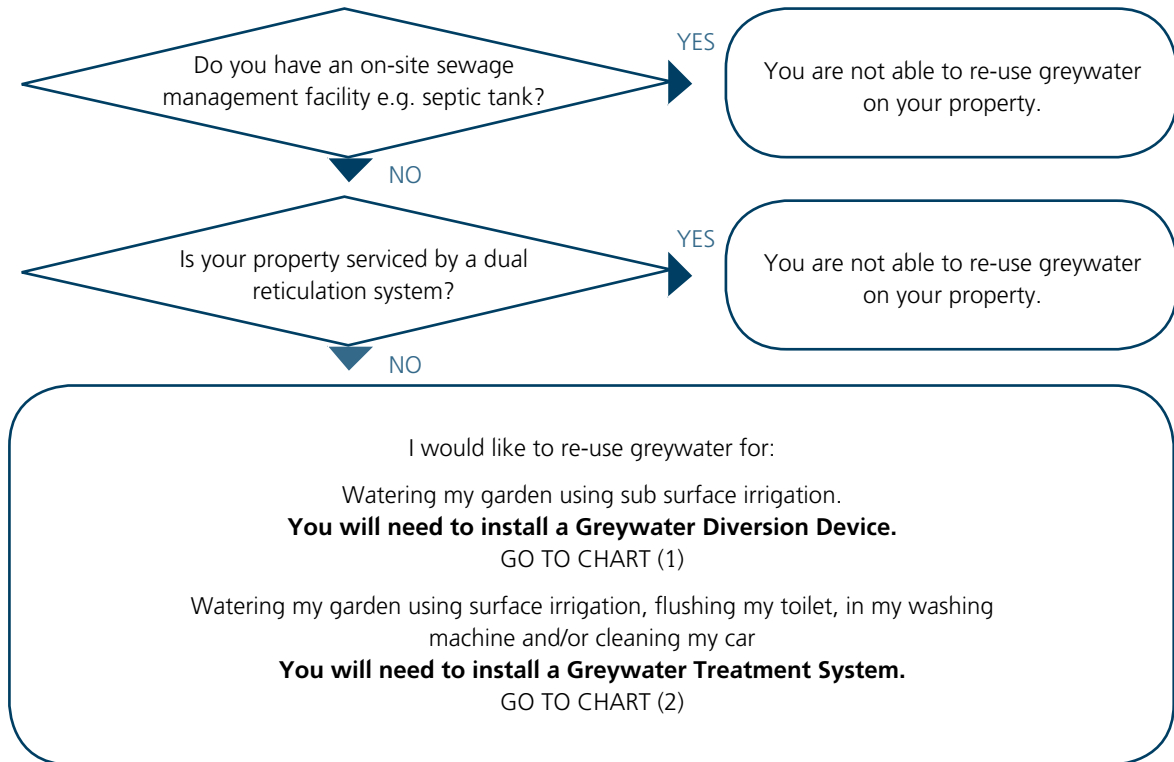 Do you have an on-site sewage
management facility e.g. septic tank?
YES
You are not able to re-use greywater
on your property.
NO
Is your property serviced by a dual
reticulation system?
YES
You are not able to re-use greywater
on your property.
NO
I would like to re-use greywater for:
Watering my garden using sub surface irrigation.
You will need to install a Greywater Diversion Device.
GO TO CHART (1)
Watering my garden using surface irrigation, flushing my toilet, in my washing
machine and/or cleaning my car
You will need to install a Greywater Treatment System.
GO TO CHART (2)